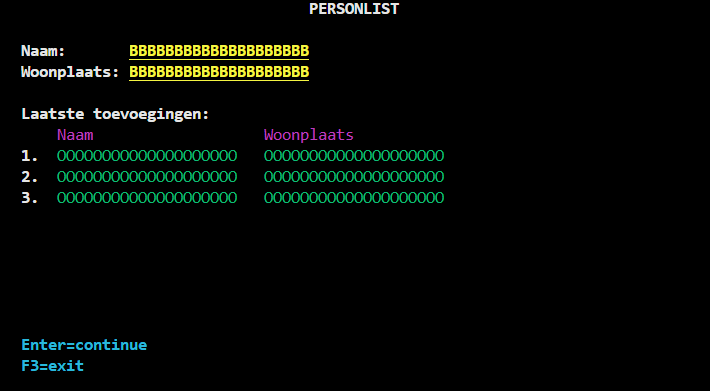 PERSONLIST
Naam: BBBBBBBBBBBBBBBBBBBB
Woonplaats: BBBBBBBBBBBBBBBBBBBB
Laatste toevoegingen:
Naam Woonplaats
1. OOOOOOOOOOOOOOOOOOOO OOOOOOOOOOOOOOOOOOOO
2. OOOOOOOOOOOOOOOOOOOO OOOOOOOOOOOOOOOOOOOO
3. OOOOOOOOOOOOOOOOOOOO OOOOOOOOOOOOOOOOOOOO
Enter=continue
F3=exit